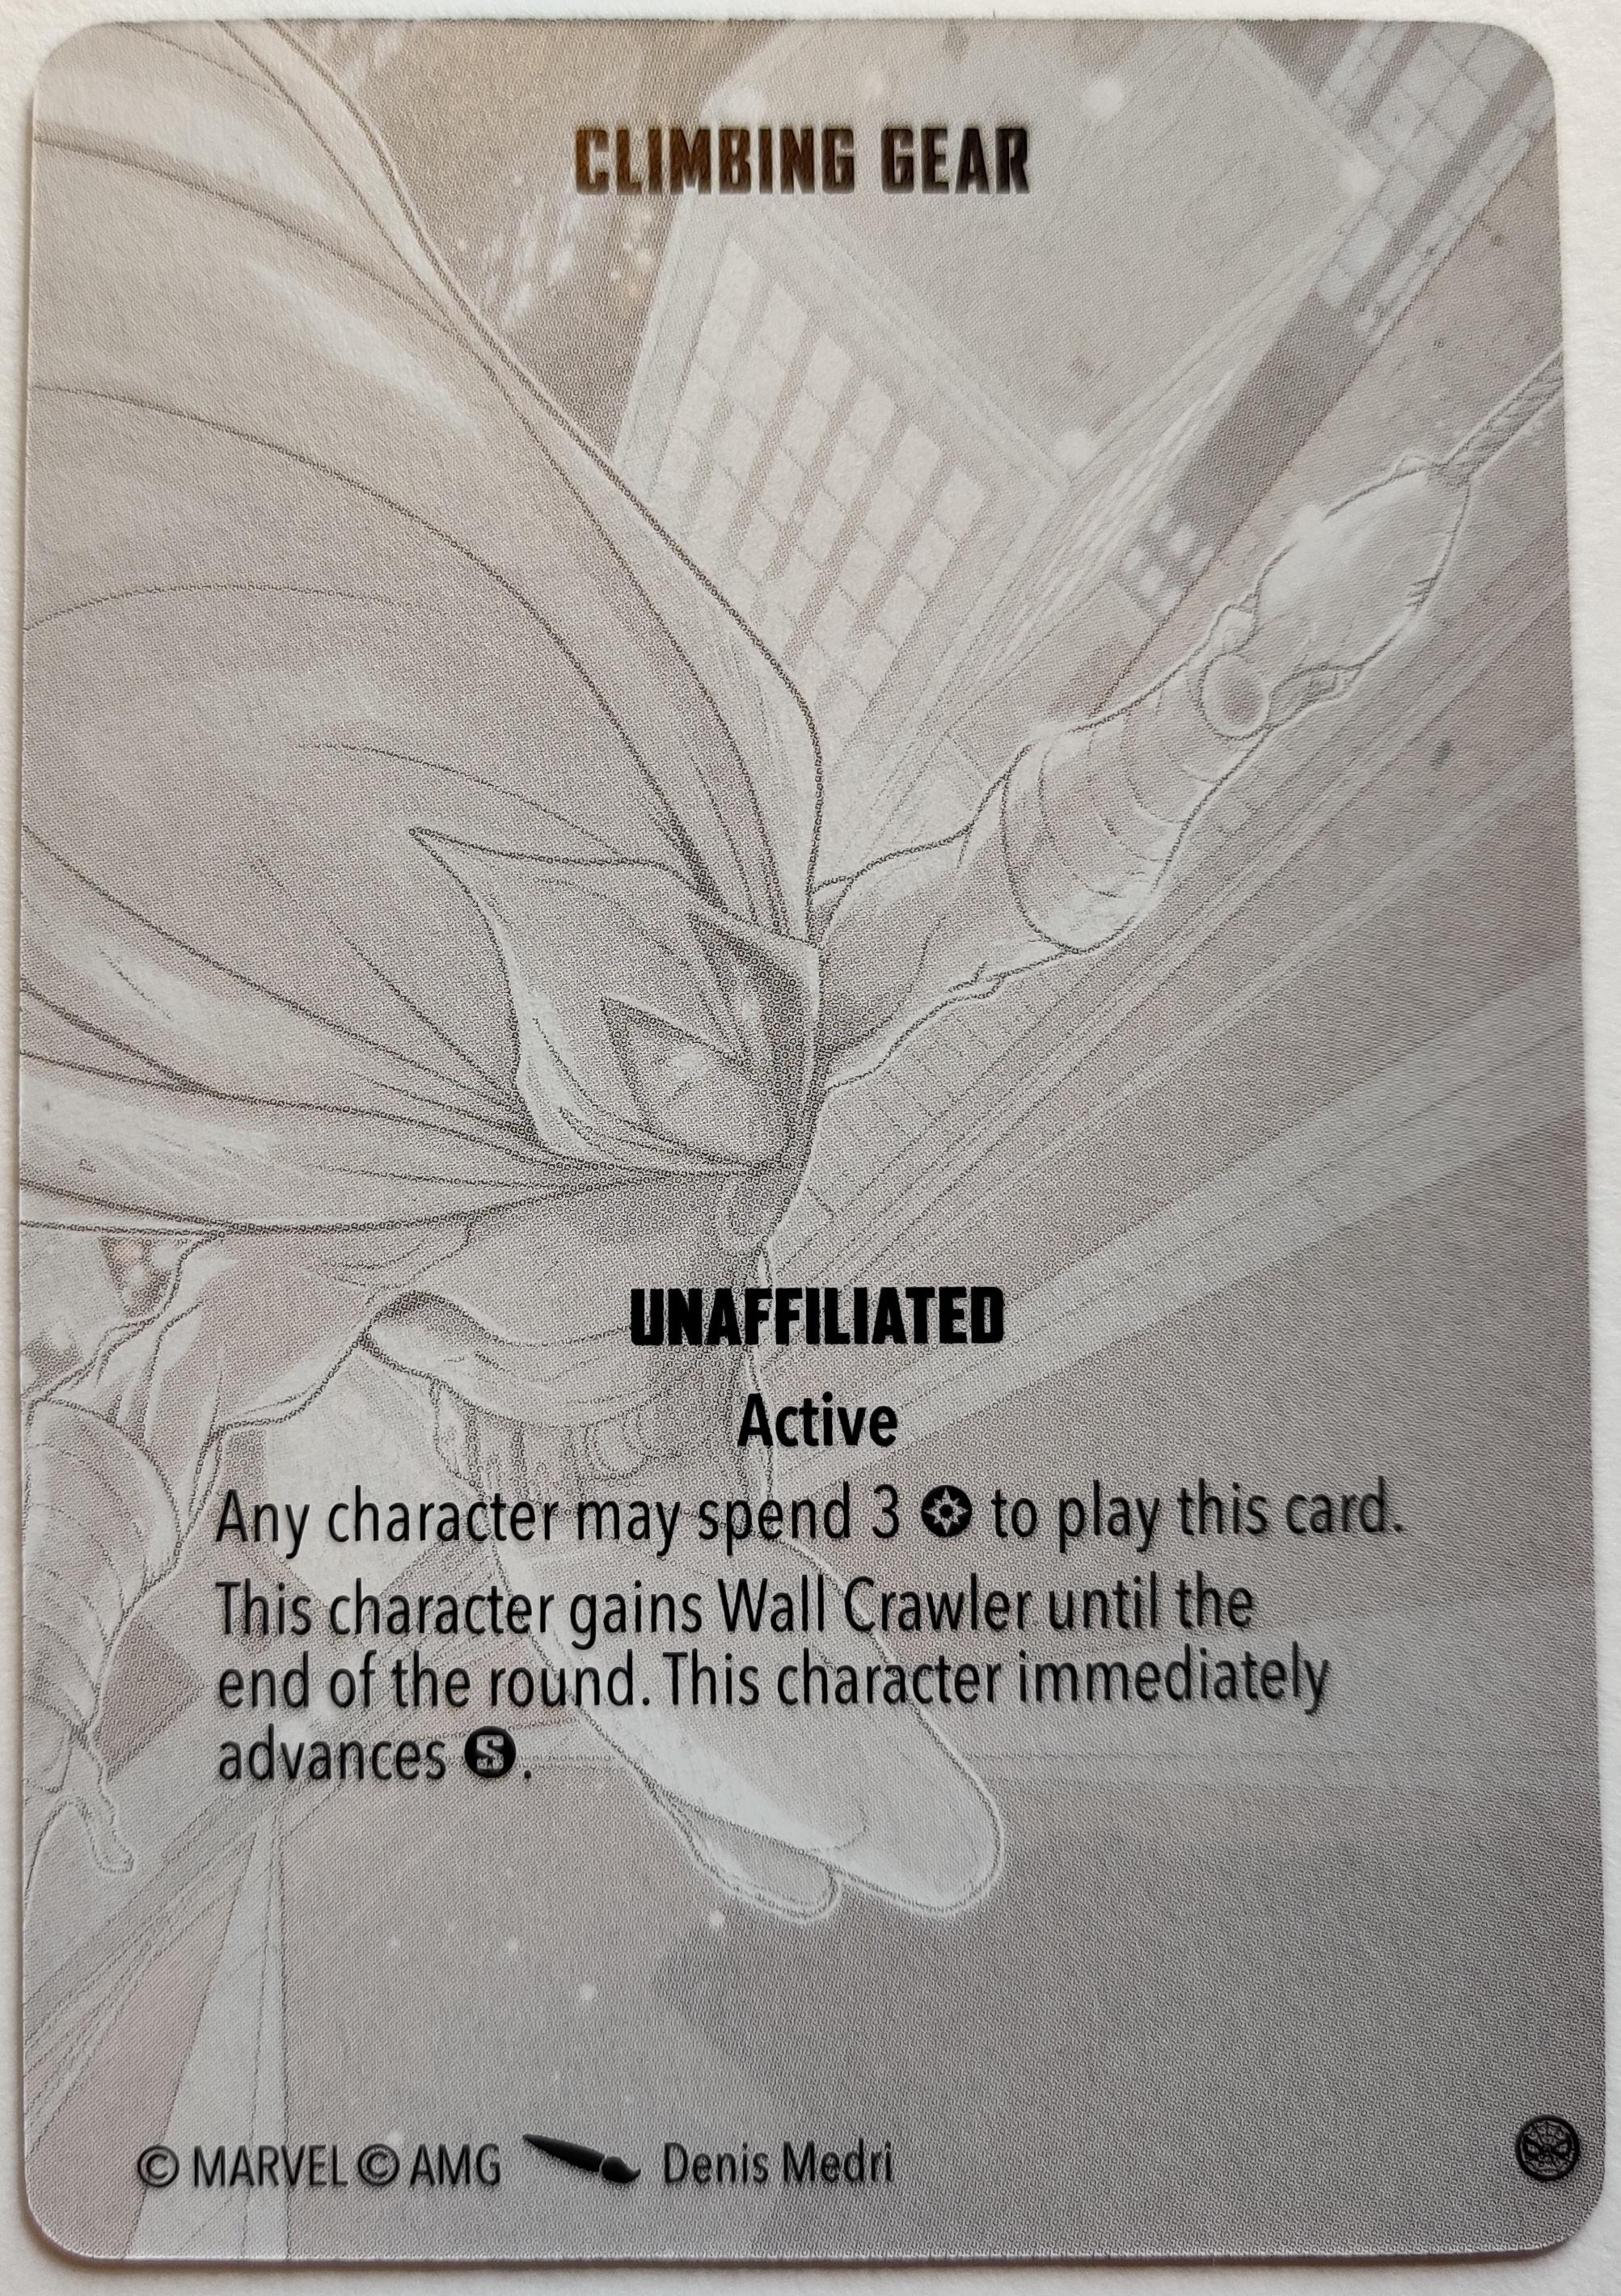 CLIMBING GEAR
UNAFFILIATED
Active
Any character may spend 3 to play this card.
This character gains Wall Crawler until the
end of the round. This character immediately
advances S.
© MARVEL © AMG Denis Medri